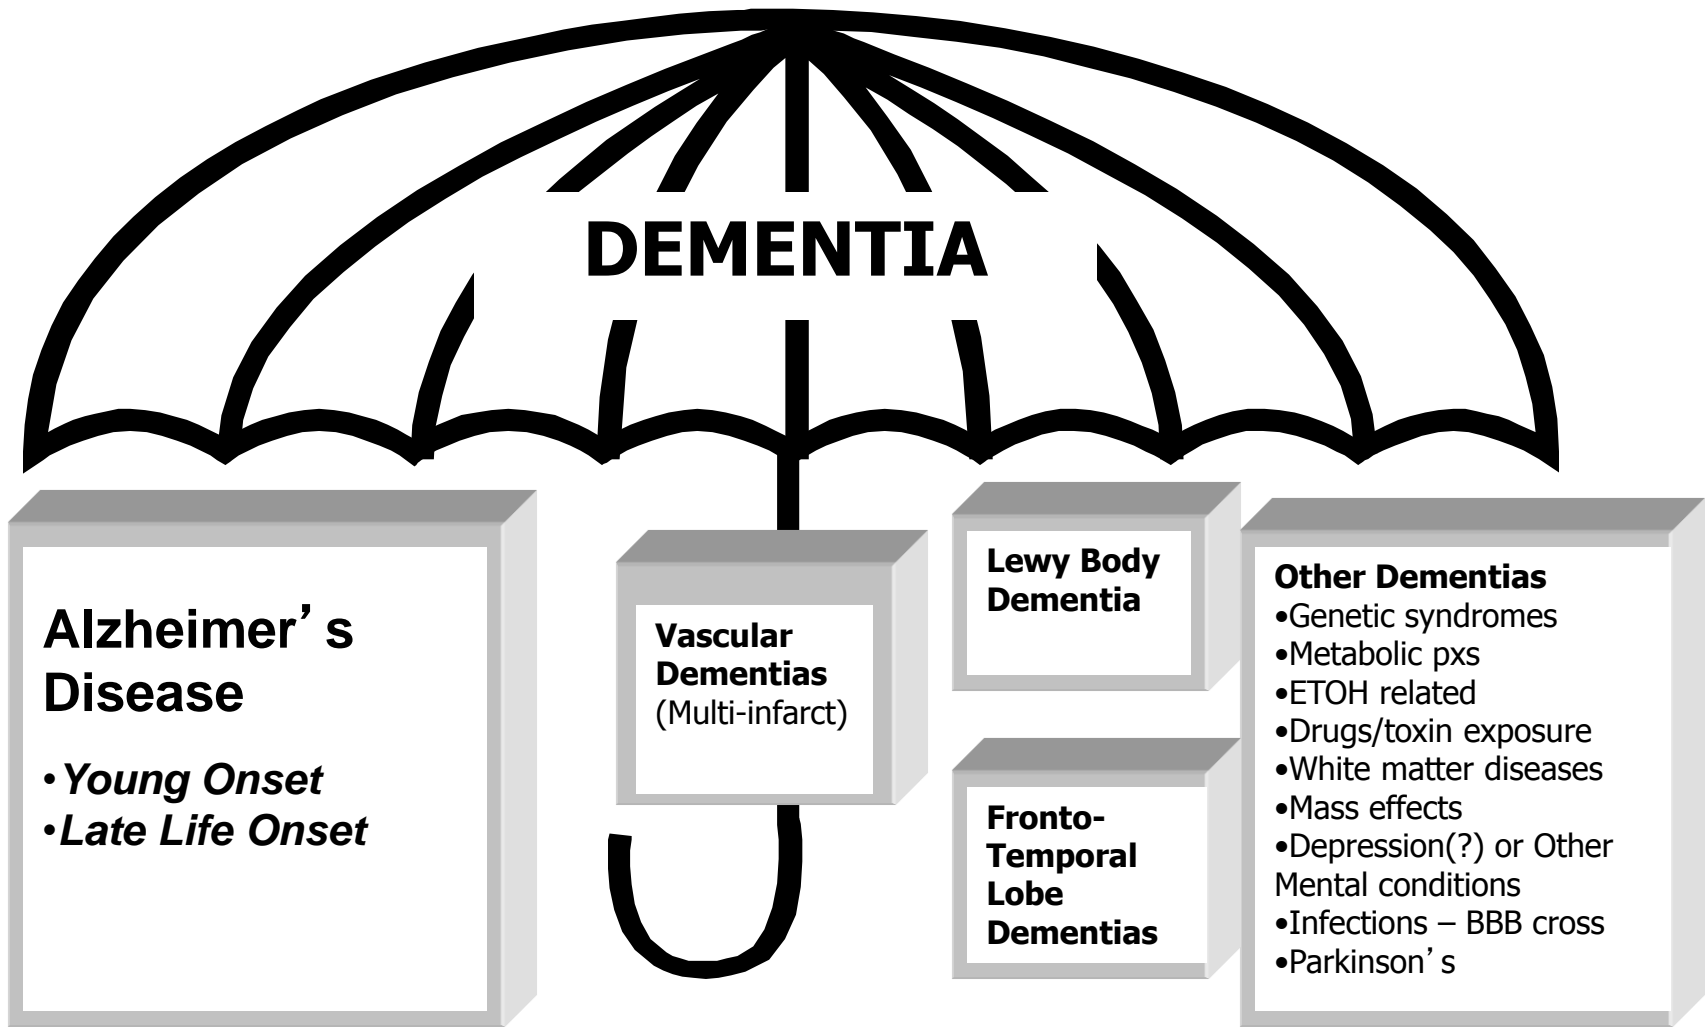 DEMENTIA
Alzheimer’s
Disease
•Young Onset
•Late Life Onset
Vascular
Dementias
(Multi-infarct)
Lewy Body
Dementia
Fronto-
Temporal
Lobe
Dementias
Other Dementias
•Genetic syndromes
•Metabolic pxs
•ETOH related
•Drugs/toxin exposure
•White matter diseases
•Mass effects
•Depression(?) or Other
Mental conditions
•Infections – BBB cross
•Parkinson’s